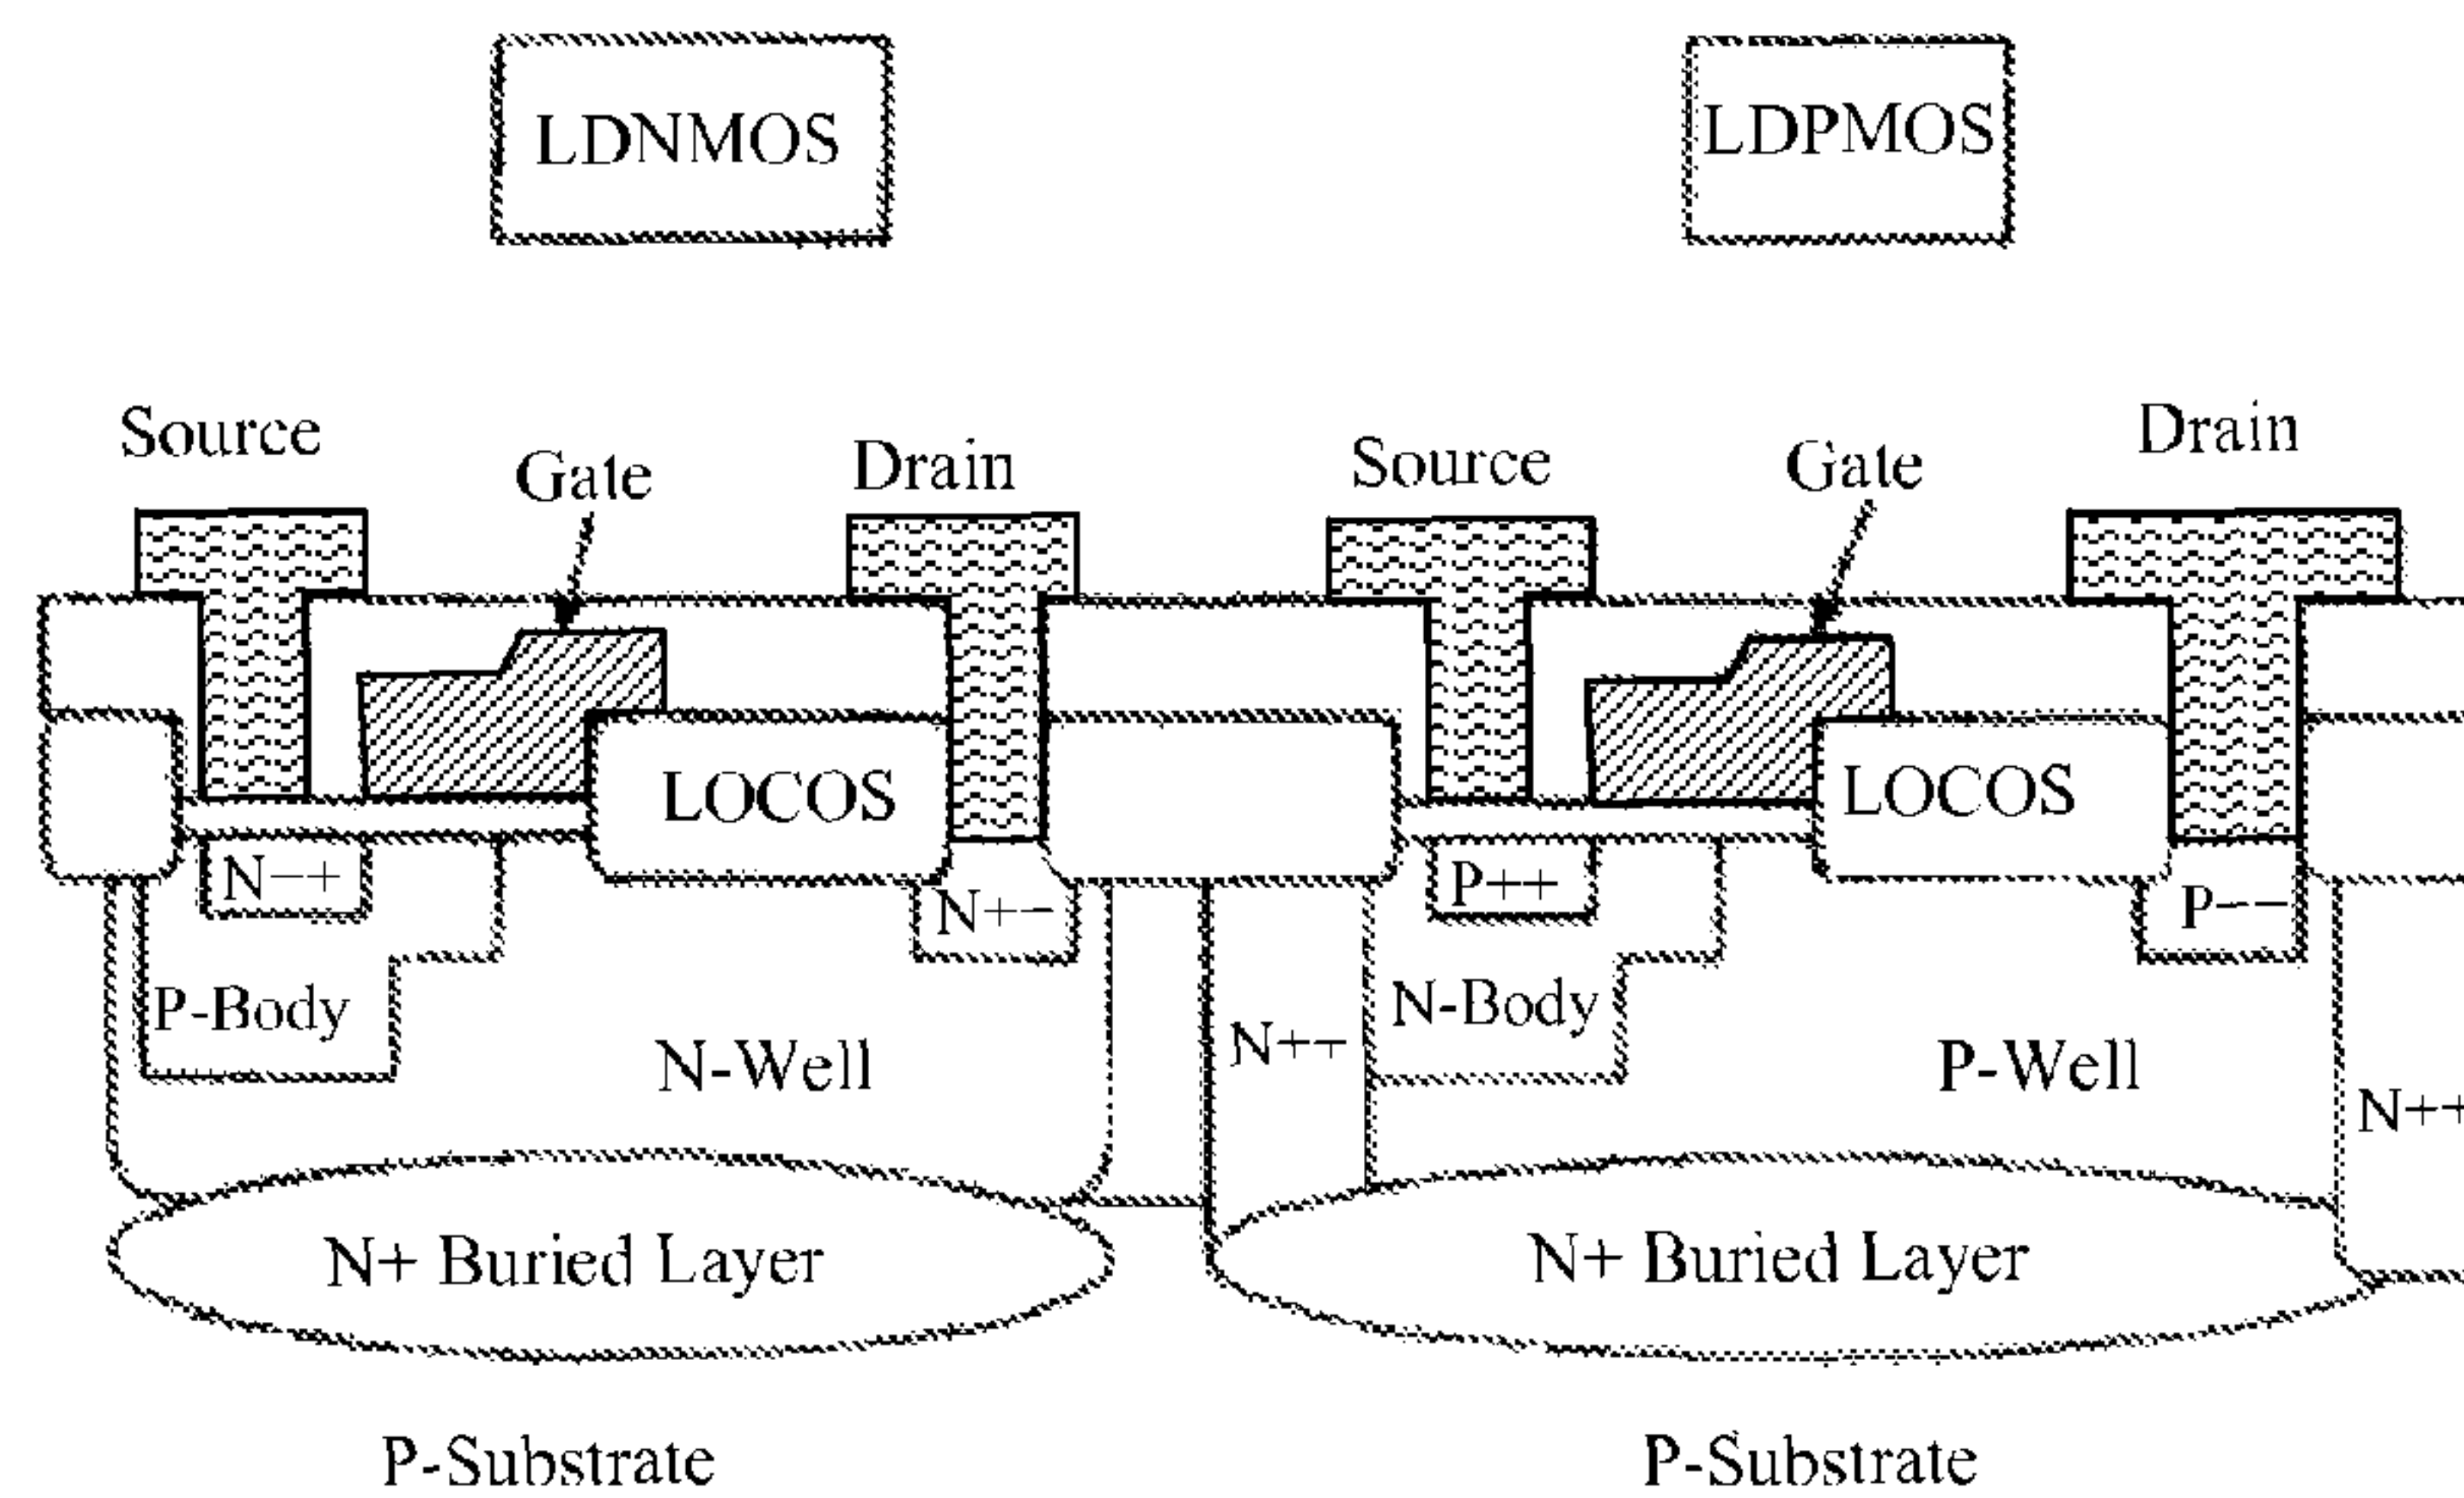 LDNMOS
LDPMOS
Source
Gate
Drain
Source
Gate
Drain
LOCOS
LOCOS
N-+
N+-
P++
P--
P-Body
N-Well
N++
N-Body
P-Well
N++
N+ Buried Layer
N+ Buried Layer
P-Substrate
P-Substrate